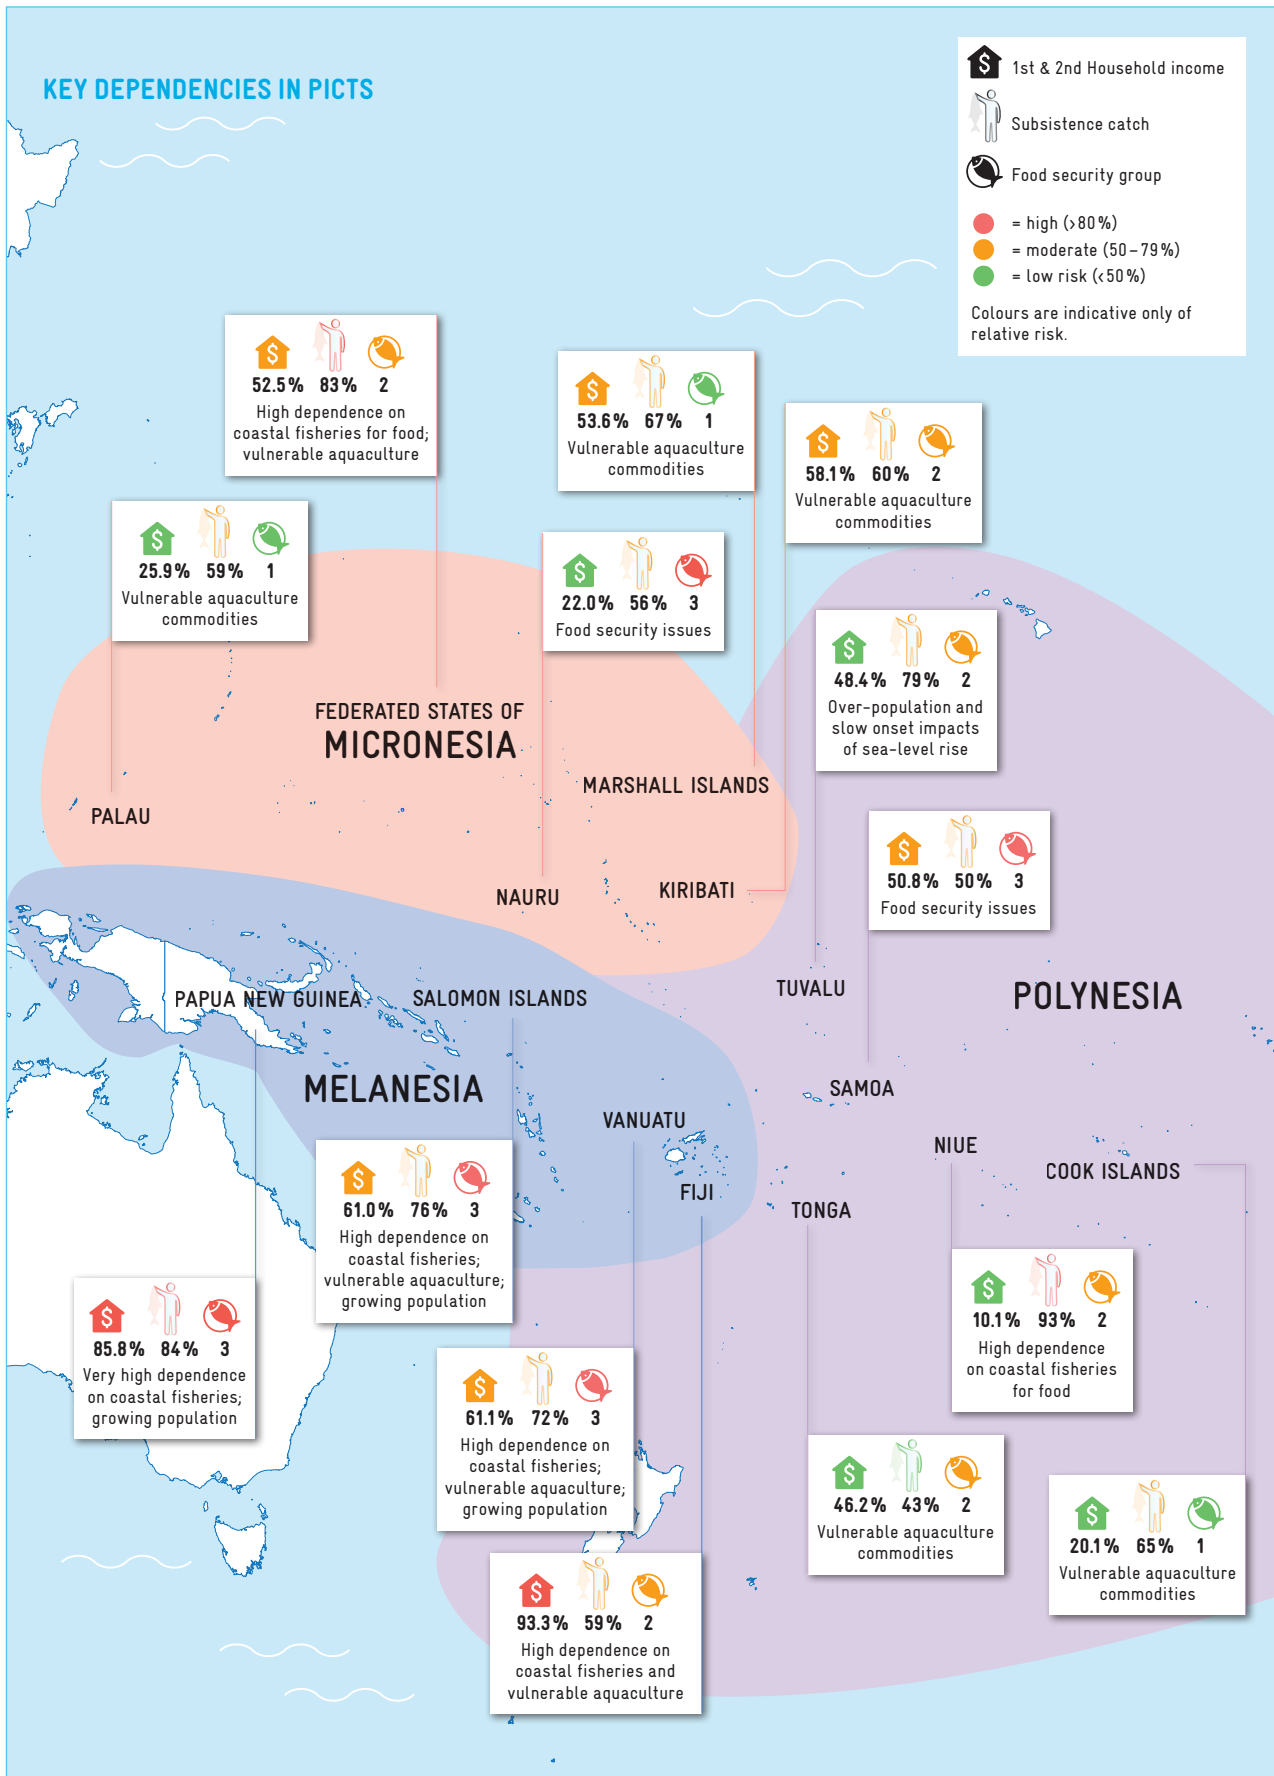 KEY DEPENDENCIES IN PICTS
$ 1st & 2nd Household income
Subsistence catch
Food security group
= high (>80%)
= moderate (50–79%)
= low risk (<50%)
Colours are indicative only of
relative risk.
$
52.5% 83% 2
High dependence on
coastal fisheries for food;
vulnerable aquaculture
$
53.6% 67% 1
Vulnerable aquaculture
commodities
$
58.1% 60% 2
Vulnerable aquaculture
commodities
$
25.9% 59% 1
Vulnerable aquaculture
commodities
$
22.0% 56% 3
Food security issues
$
48.4% 79% 2
Over-population and
slow onset impacts
of sea-level rise
FEDERATED STATES OF
MICRONESIA
MARSHALL ISLANDS
PALAU
$
50.8% 50% 3
Food security issues
NAURU
KIRIBATI
TUVALU
POLYNESIA
PAPUA NEW GUINEA
SALOMON ISLANDS
MELANESIA
SAMOA
VANUATU
NIUE
COOK ISLANDS
FIJI
TONGA
$
61.0% 76% 3
High dependence on
coastal fisheries;
vulnerable aquaculture;
growing population
$
85.8% 84% 3
Very high dependence
on coastal fisheries;
growing population
$
10.1% 93% 2
High dependence
on coastal fisheries
for food
$
61.1% 72% 3
High dependence on
coastal fisheries;
vulnerable aquaculture;
growing population
$
46.2% 43% 2
Vulnerable aquaculture
commodities
$
20.1% 65% 1
Vulnerable aquaculture
commodities
$
93.3% 59% 2
High dependence on
coastal fisheries and
vulnerable aquaculture